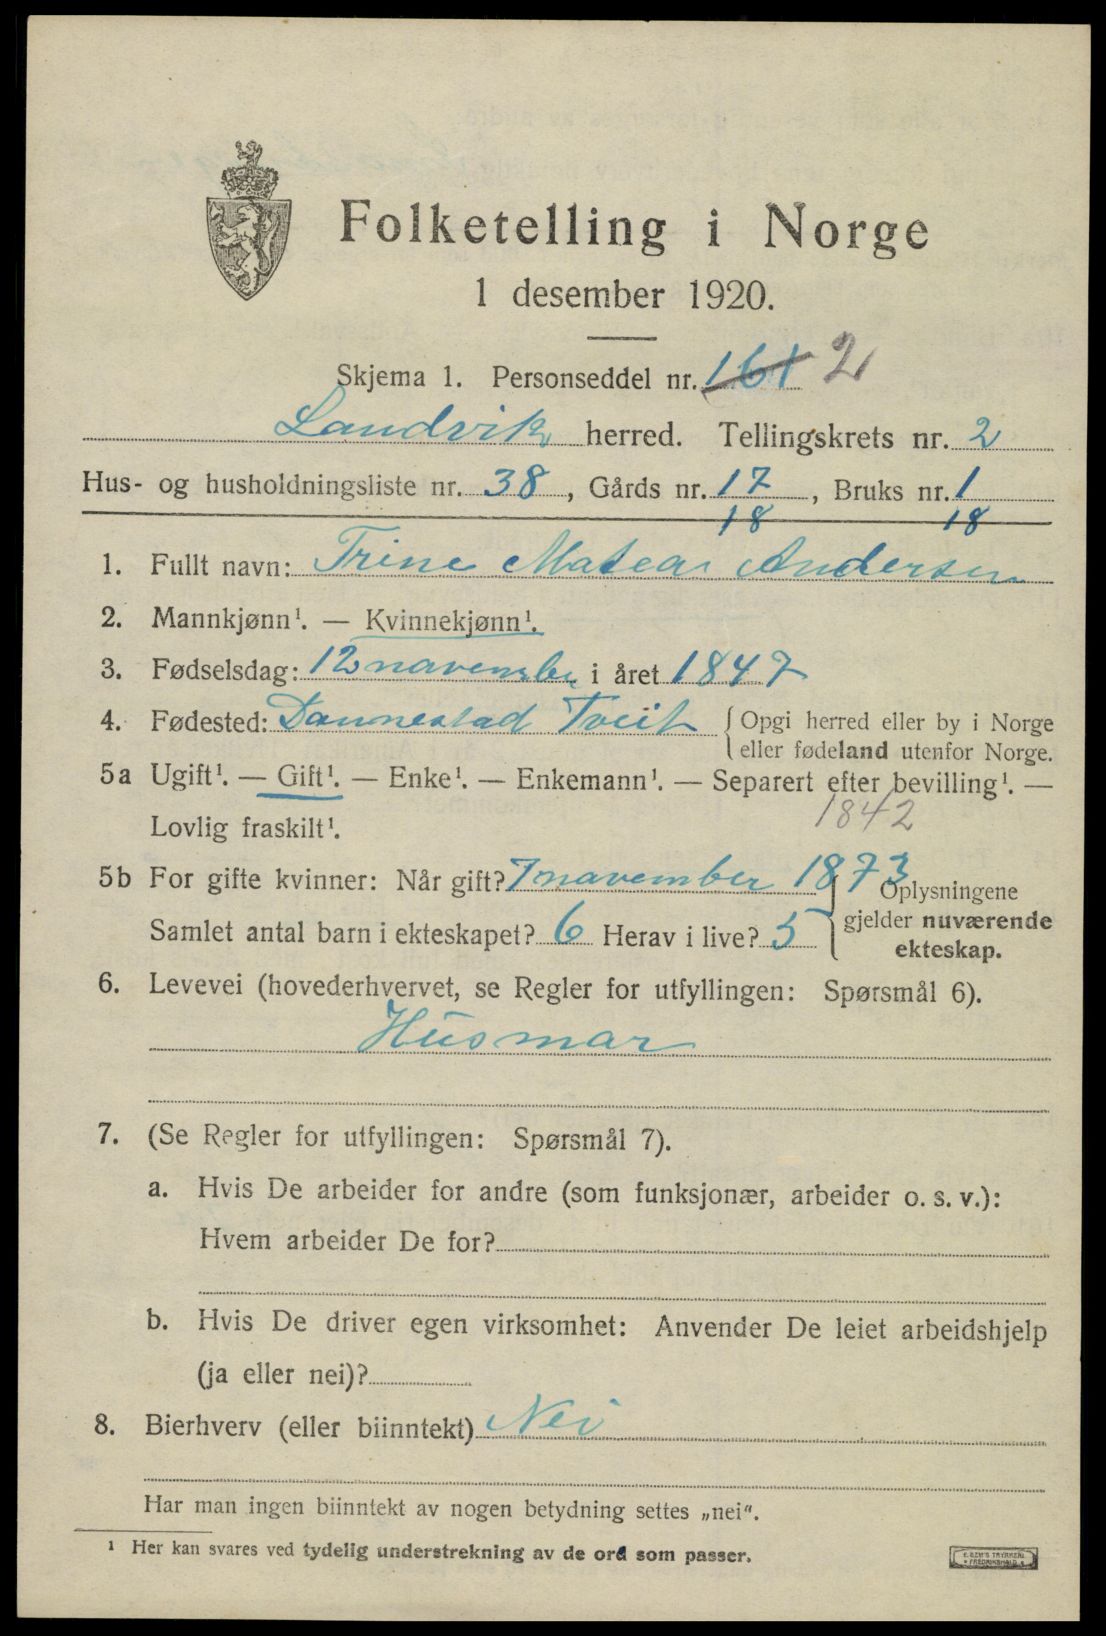 Folketelling i Norge
1 desember 1920.
Skjema 1. Personseddel nr. 161 2
Landvik herred. Tellingskrets nr. 2
Hus- og husholdningsliste nr. 38, Gårds nr. 17, Bruks nr. 1
18 18
1. Fullt navn: Trine Matea Andersen
2. Mannkjønn¹. — Kvinnekjønn¹.
3. Fødselsdag: 12 november i året 1847
4. Fødested: Dannestad Tveit {Opgi herred eller by i Norge
eller fødeland utenfor Norge.
5a Ugift¹. — Gift¹. — Enke¹. — Enkemann¹. — Separert efter bevilling¹. —
Lovlig fraskilt¹. 1842
5b For gifte kvinner: Når gift? 7 navember 1873 Oplysningene
Samlet antal barn i ekteskapet? 6 Herav i live? 5 gjelder nuværende
ekteskap.
6. Levevei (hovederhvervet, se Regler for utfyllingen: Spørsmål 6).
Husmar
7. (Se Regler for utfyllingen: Spørsmål 7).
a. Hvis De arbeider for andre (som funksjonær, arbeider o. s. v.):
Hvem arbeider De for?
b. Hvis De driver egen virksomhet: Anvender De leiet arbeidshjelp
(ja eller nei)?
8. Bierhverv (eller biinntekt) Nei
Har man ingen biinntekt av nogen betydning settes „nei".
¹ Her kan svares ved tydelig understrekning av de ord som passer.